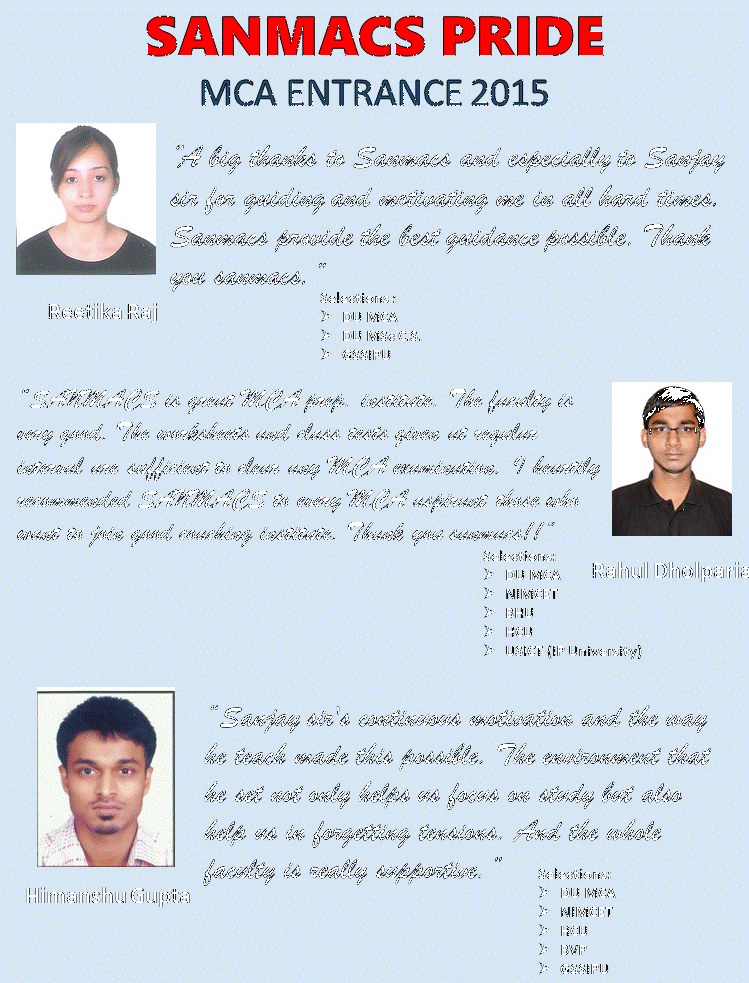 SANMACS PRIDE
MCA ENTRANCE 2015
"A big thanks to Sanmacs and especially to Sanjay
sir for guiding and motivating me in all hard times.
Sanmacs provide the best guidance possible. Thank
you sanmacs."
Reetika Raj
Selections:
➢ DU MCA
➢ DU MSc C.S.
➢ GGSIPU
"SANMACS is great MCA prep. institute. The faculty is
very good. The worksheets and class tests given at regular
interval are sufficient to clear any MCA examination. I heartily
recommended SANMACS to every MCA aspirant those who
want to join good coaching institute. Thank you sanmacs!!"
Rahul Dholparia
Selections:
➢ DU MCA
➢ NIMCET
➢ BHU
➢ HCU
➢ USICT (IP University)
"Sanjay sir's continuous motivation and the way
he teach made this possible. The environment that
he set not only helps us focus on study but also
help us in forgetting tensions. And the whole
faculty is really supportive."
Himanshu Gupta
Selections:
➢ DU MCA
➢ NIMCET
➢ HCU
➢ BVP
➢ GGSIPU